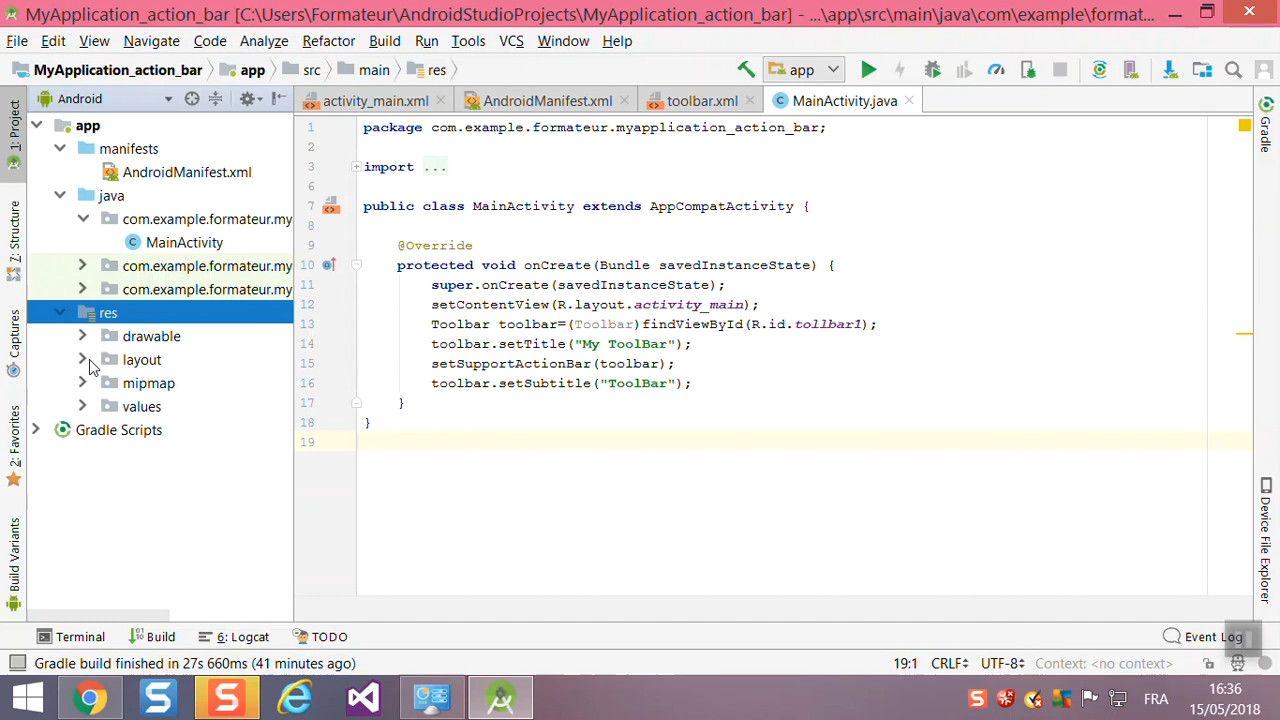 MyApplication_action_bar [C:\Users\Formateur\AndroidStudioProjects\MyApplication_action_bar] - ...\app\src\main\java\com\example\format...
File Edit View Navigate Code Analyze Refactor Build Run Tools VCS Window Help
MyApplication_action_bar app src main res app
Android activity_main.xml AndroidManifest.xml toolbar.xml MainActivity.java
1: Project
Z: Structure
Captures
2: Favorites
Build Variants
app
manifests
AndroidManifest.xml
java
com.example.formateur.my
MainActivity
com.example.formateur.my
com.example.formateur.my
res
drawable
layout
mipmap
values
Gradle Scripts
1 package com.example.formateur.myapplication_action_bar;
2
3 import ...
6
7 public class MainActivity extends AppCompatActivity {
8
9 @Override
10 protected void onCreate(Bundle savedInstanceState) {
11 super.onCreate(savedInstanceState);
12 setContentView(R.layout.activity_main);
13 Toolbar toolbar=(Toolbar)findViewById(R.id.tollbar1);
14 toolbar.setTitle("My ToolBar");
15 setSupportActionBar(toolbar);
16 toolbar.setSubtitle("ToolBar");
17 }
18 }
19
Gradle
Device File Explorer
Terminal Build 6: Logcat TODO Event Log
Gradle build finished in 27s 660ms (41 minutes ago) 19:1 CRLF UTF-8 Context: <no context>
FRA
16:36
15/05/2018